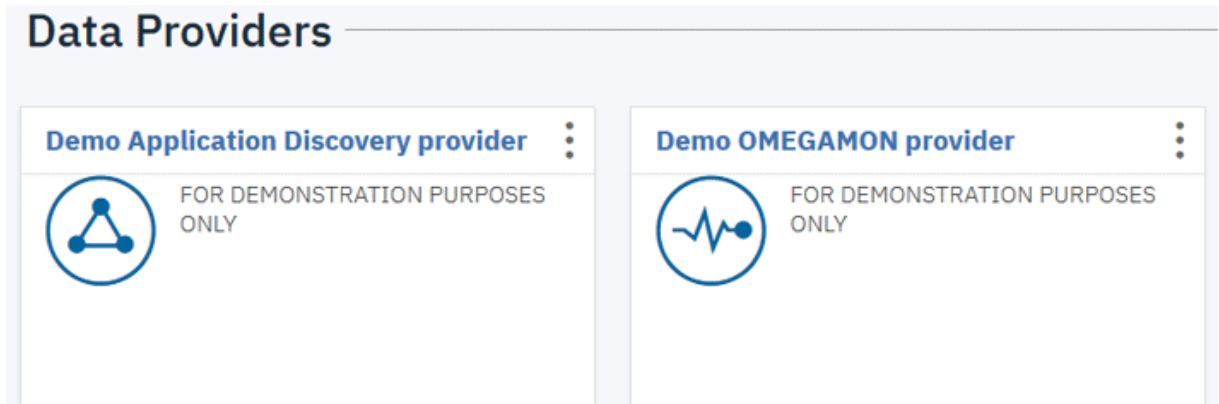 Data Providers
Demo Application Discovery provider
FOR DEMONSTRATION PURPOSES
ONLY
Demo OMEGAMON provider
FOR DEMONSTRATION PURPOSES
ONLY